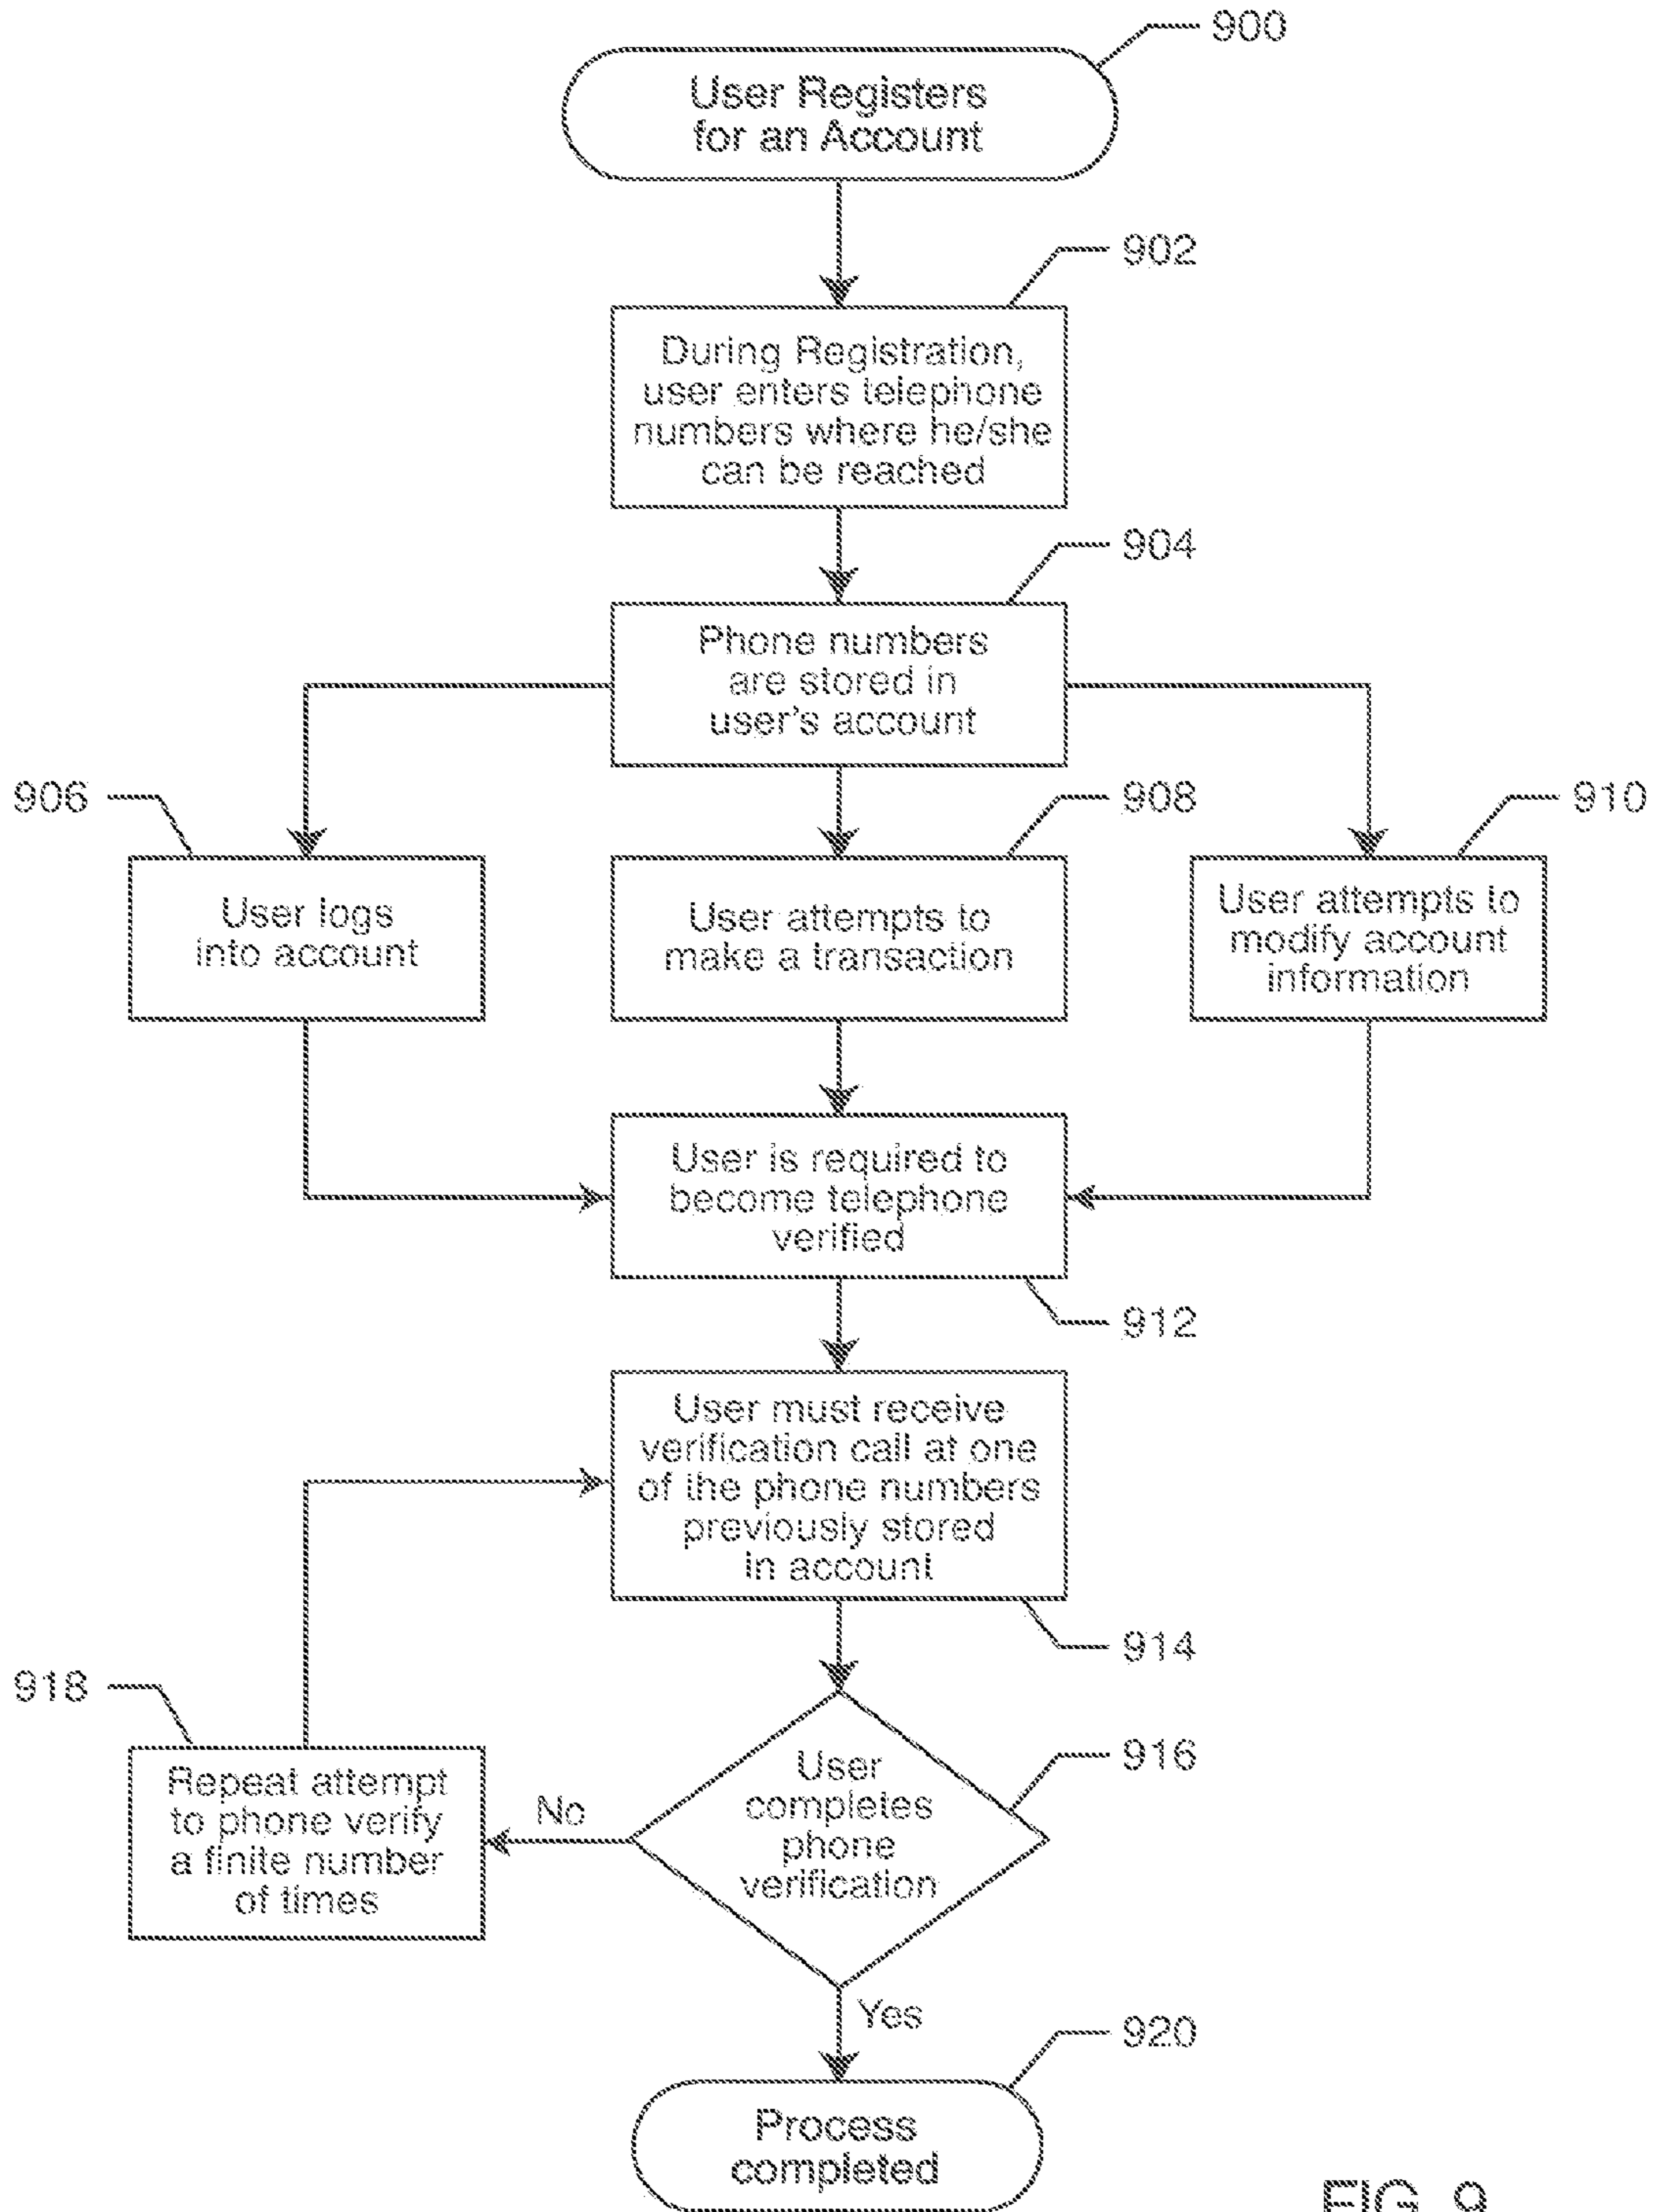 900
User Registers
for an Account
902
During Registration,
user enters telephone
numbers where he/she
can be reached
904
Phone numbers
are stored in
user's account
906
User logs
into account
908
User attempts to
make a transaction
910
User attempts to
modify account
information
User is required to
become telephone
verified
912
User must receive
verification call at one
of the phone numbers
previously stored
in account
914
918
Repeat attempt
to phone verify
a finite number
of times
No
916
User
completes
phone
verification
Yes
920
Process
completed
FIG. 9